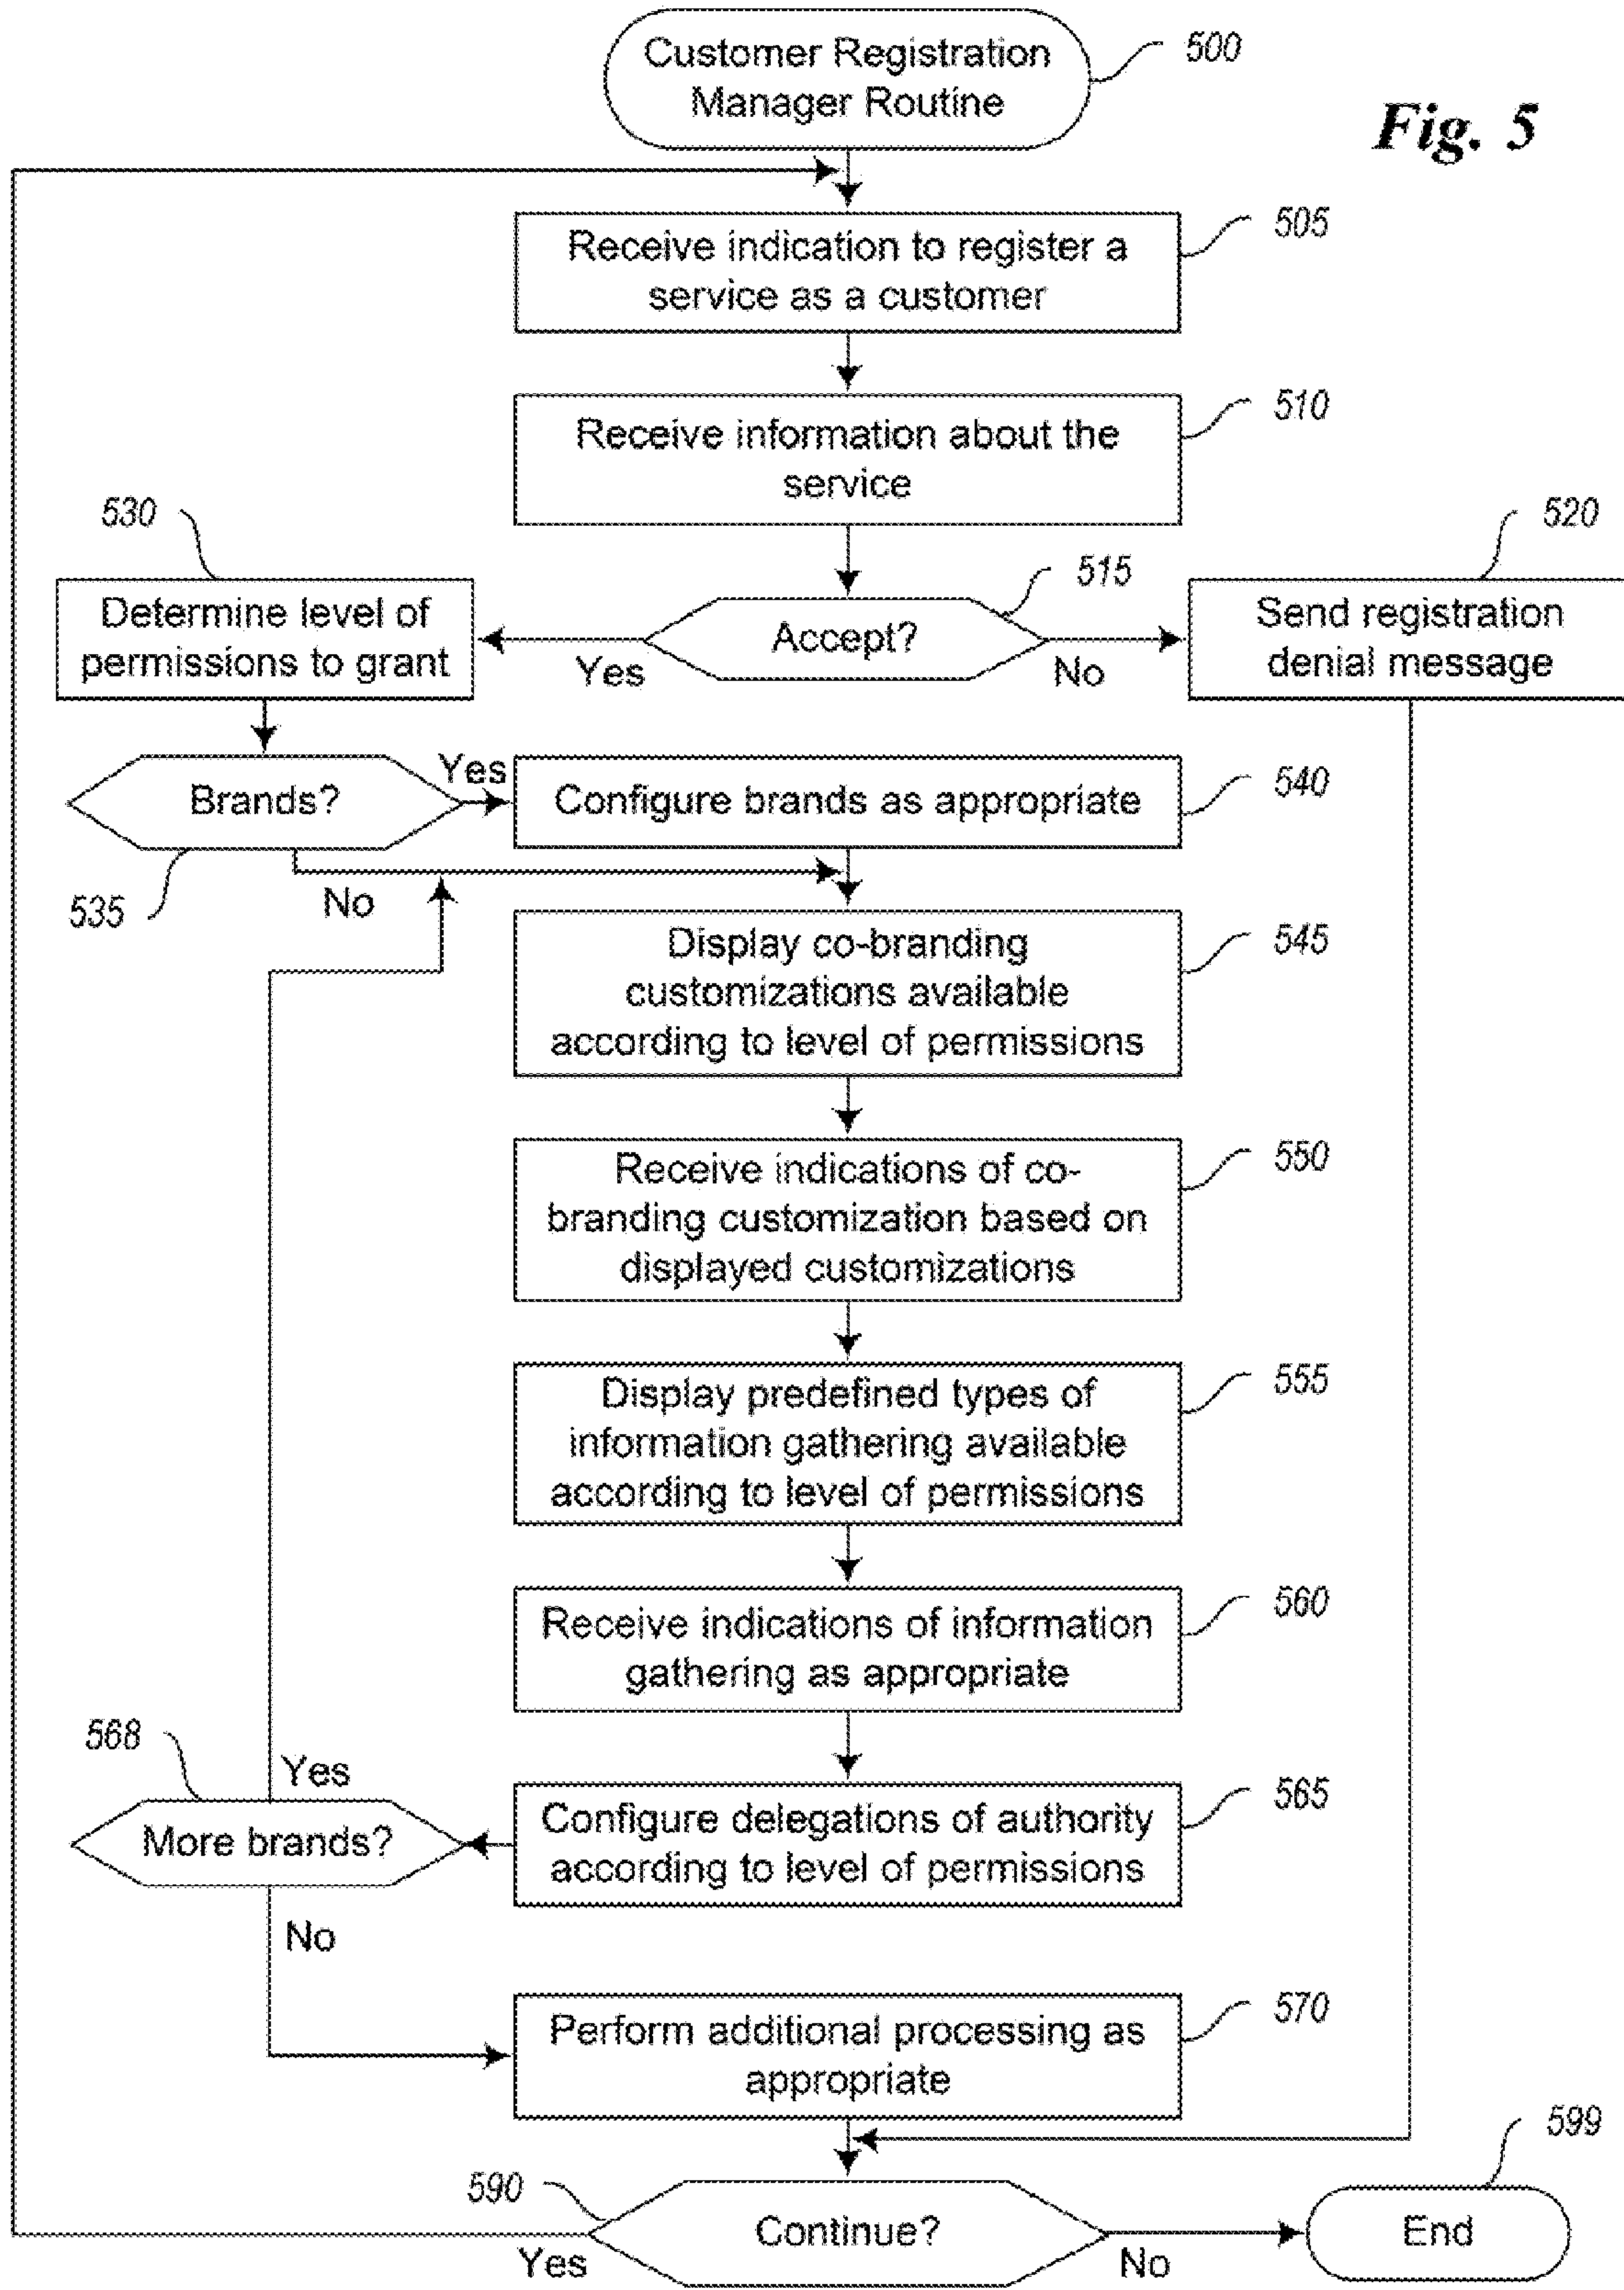 Customer Registration
Manager Routine
500
Fig. 5
Receive indication to register a
service as a customer
505
Receive information about the
service
510
530
520
515
Determine level of
permissions to grant
Accept?
Yes
No
Send registration
denial message
Brands?
Yes
Configure brands as appropriate
540
535
No
Display co-branding
customizations available
according to level of permissions
545
Receive indications of co-
branding customization based on
displayed customizations
550
Display predefined types of
information gathering available
according to level of permissions
555
Receive indications of information
gathering as appropriate
560
568
Yes
More brands?
Configure delegations of authority
according to level of permissions
565
No
Perform additional processing as
appropriate
570
590
599
Continue?
Yes
No
End